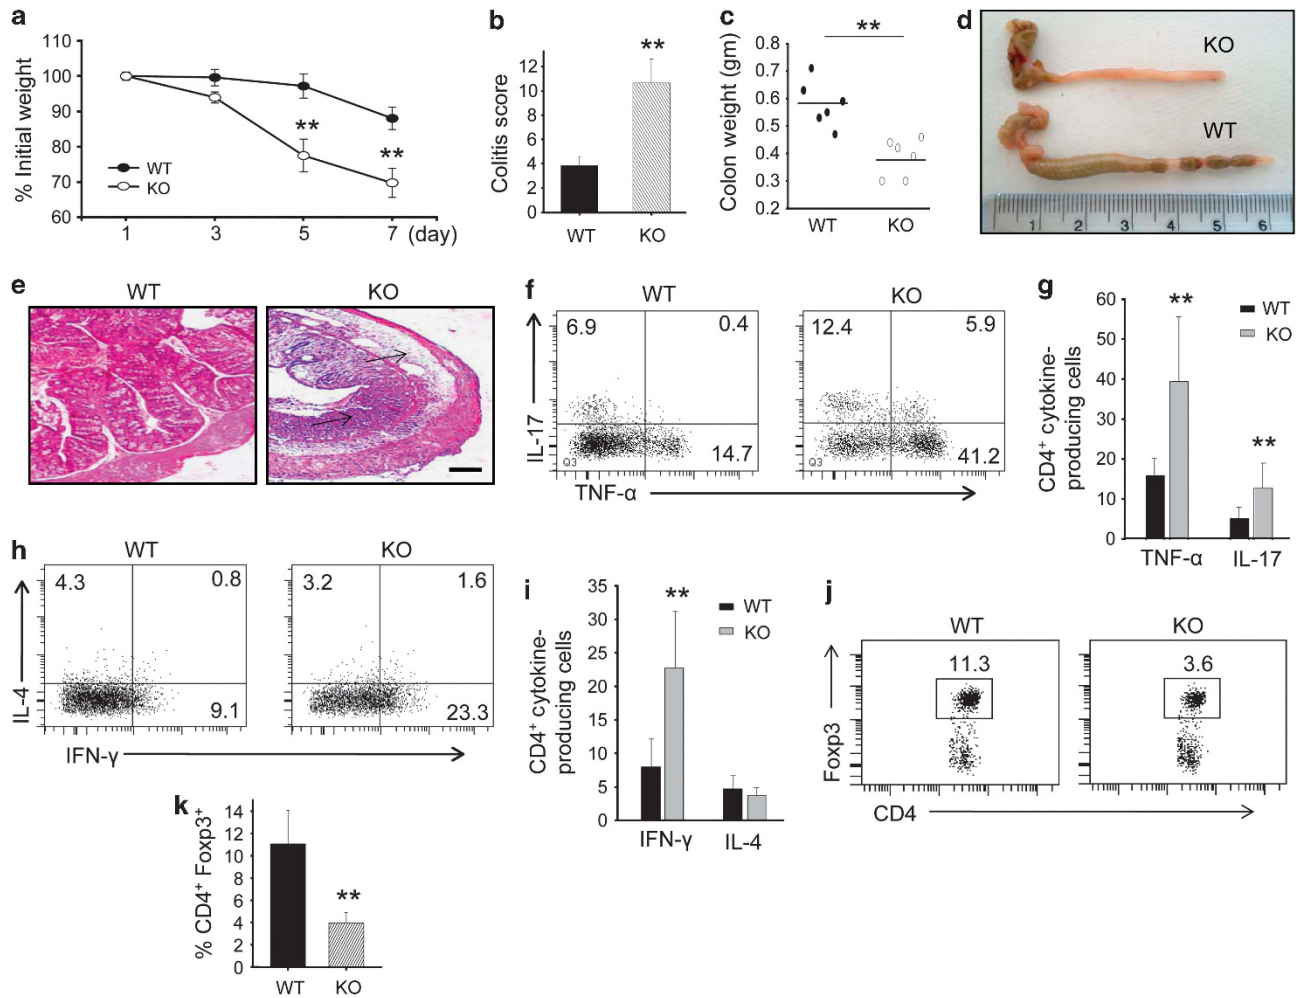 a
% Initial weight
110
100
90
80
70
60
WT
KO
**
**
1 3 5 7 (day)
b
Colitis score
12
10
8
6
4
2
0
**
WT KO
c
Colon weight (gm)
**
0.8
0.7
0.6
0.5
0.4
0.3
0.2
WT KO
d
KO
WT
1 2 3 4 5 6
e
WT KO
f
WT KO
6.9 0.4
14.7
Q3
12.4 5.9
41.2
Q3
IL-17
TNF-α
g
CD4⁺ cytokine-
producing cells
60
50
40
30
20
10
0
WT
KO
**
**
TNF-α IL-17
h
WT KO
4.3 0.8
9.1
3.2 1.6
23.3
IL-4
IFN-γ
i
CD4⁺ cytokine-
producing cells
35
30
25
20
15
10
5
0
**
WT
KO
IFN-γ IL-4
j
WT KO
11.3 3.6
Foxp3
CD4
k
% CD4⁺ Foxp3⁺
14
12
10
8
6
4
2
0
**
WT KO